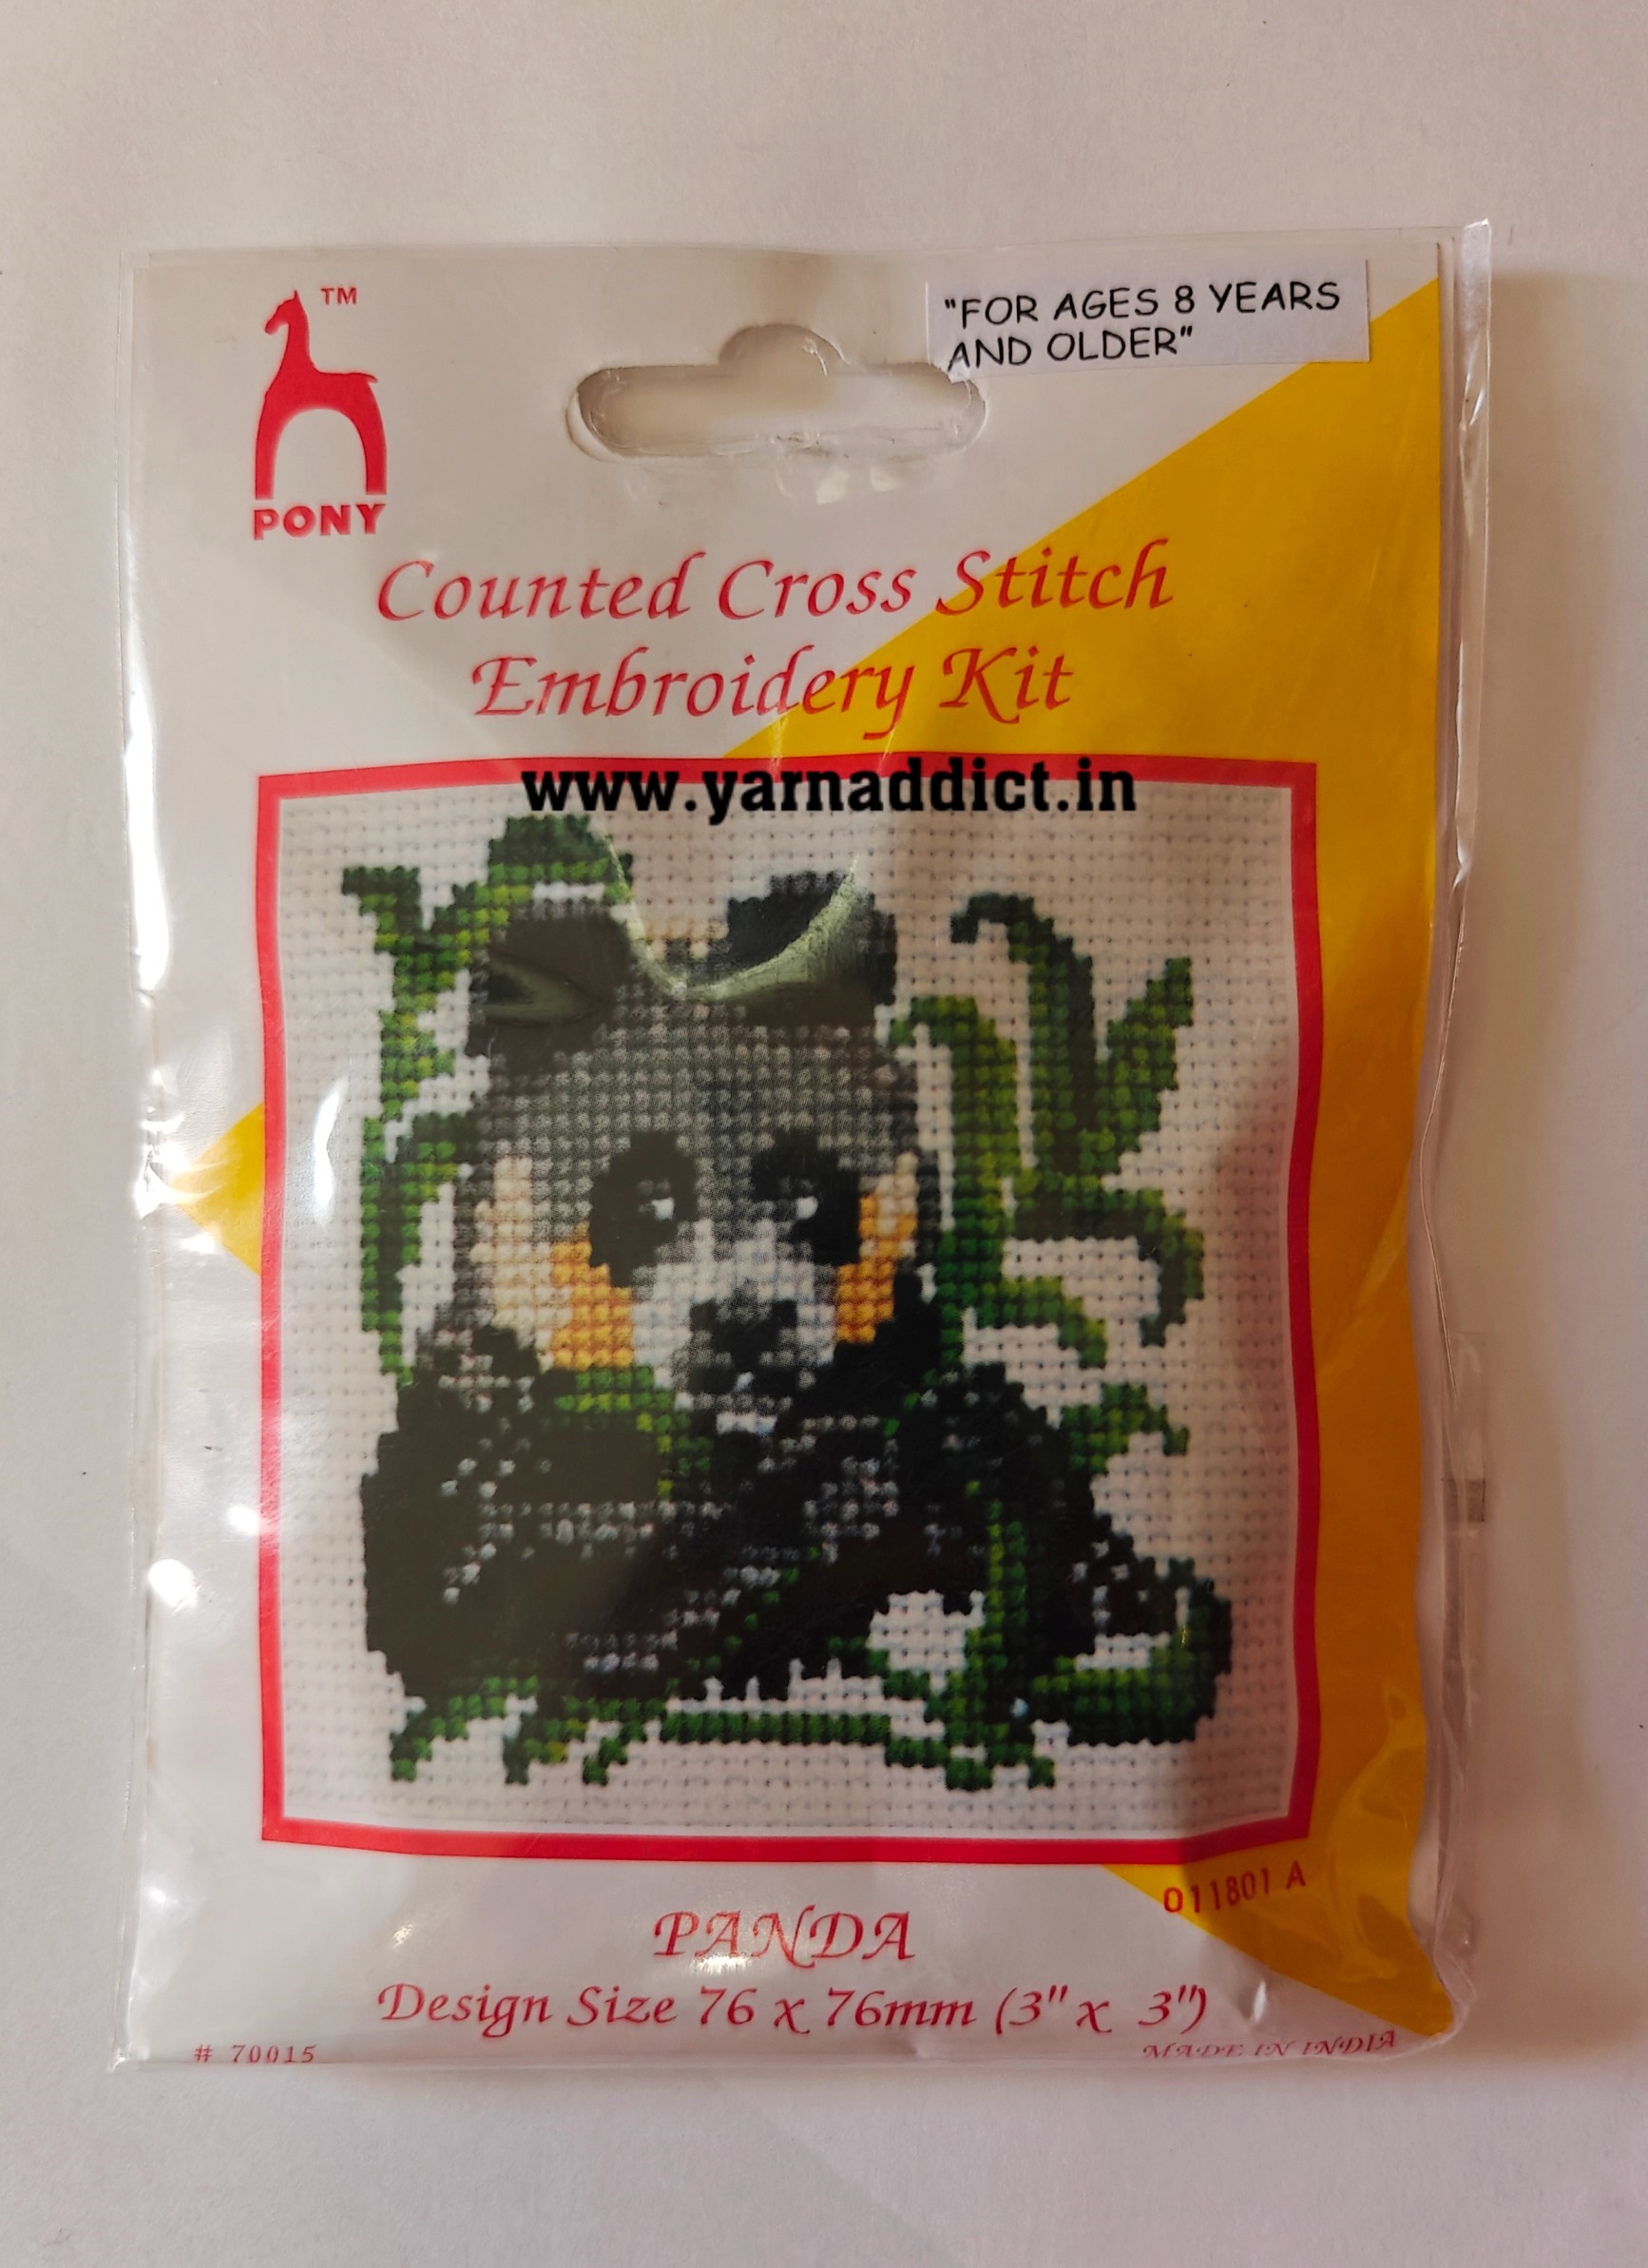 TM
PONY
"FOR AGES 8 YEARS
AND OLDER"
Counted Cross Stitch
Embroidery Kit
www.yarnaddict.in
011801 A
PANDA
Design Size 76 x 76mm (3" x 3")
# 70015
MADE IN INDIA